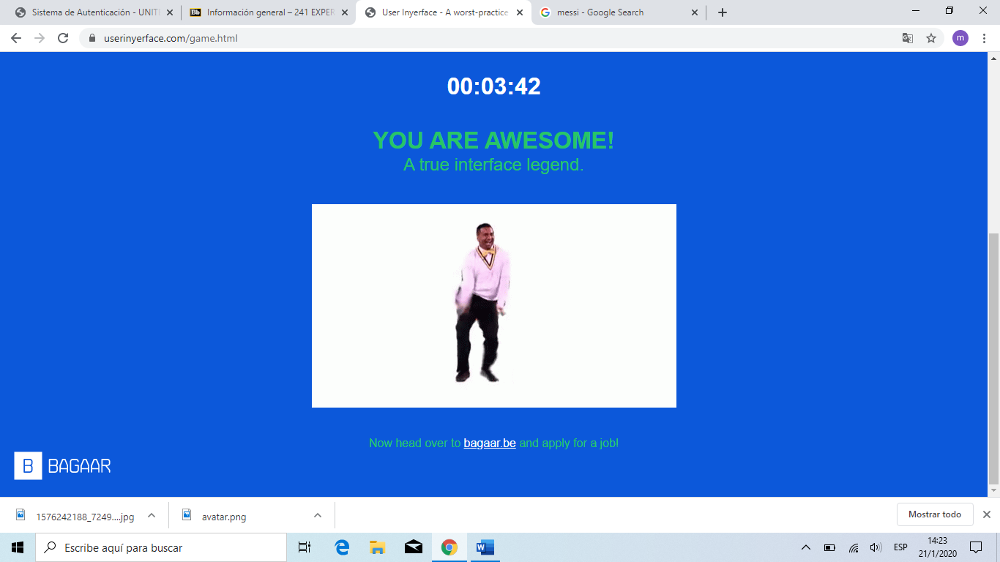 Sistema de Autenticación - UNIT
Bb Información general – 241 EXPER
User Inyerface - A worst-practice
messi - Google Search
userinyerface.com/game.html
m
00:03:42
YOU ARE AWESOME!
A true interface legend.
Now head over to bagaar.be and apply for a job!
B BAGAAR
1576242188_7249....jpg
avatar.png
Mostrar todo
Escribe aquí para buscar
ESP
14:23
21/1/2020